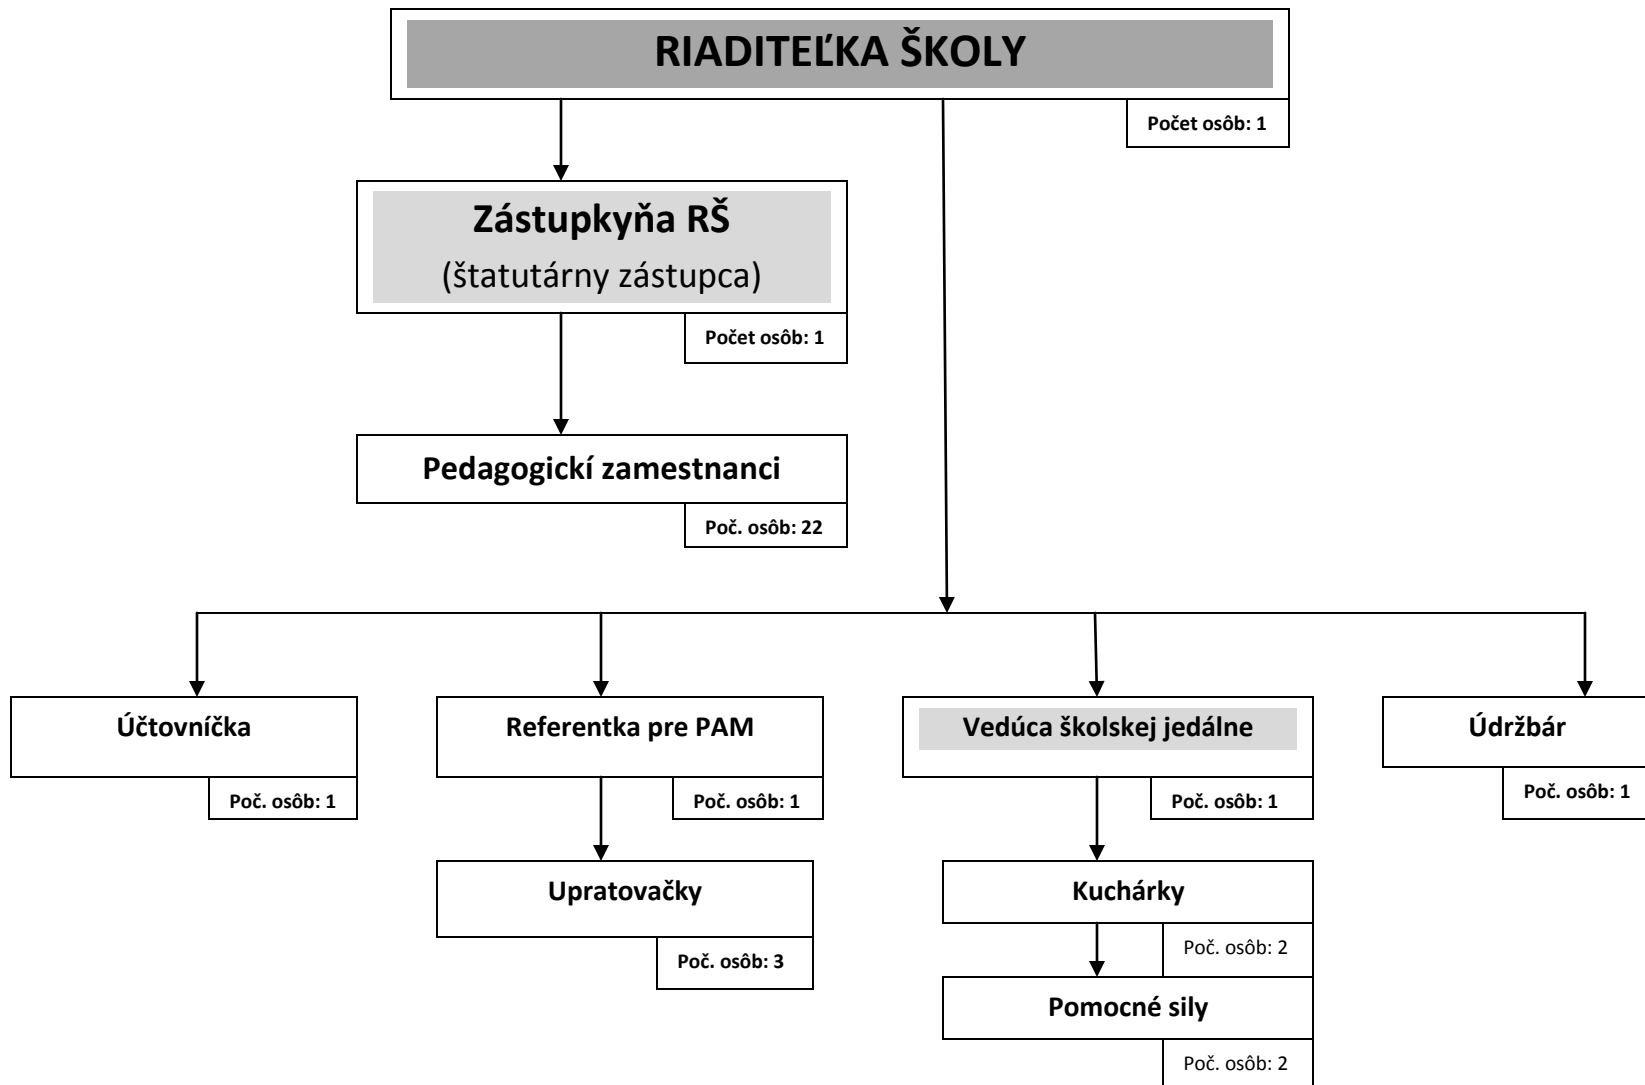 RIADITEĽKA ŠKOLY
Počet osôb: 1
Zástupkyňa RŠ
(štatutárny zástupca)
Počet osôb: 1
Pedagogickí zamestnanci
Poč. osôb: 22
Účtovníčka
Poč. osôb: 1
Referentka pre PAM
Poč. osôb: 1
Vedúca školskej jedálne
Poč. osôb: 1
Údržbár
Poč. osôb: 1
Upratovačky
Poč. osôb: 3
Kuchárky
Poč. osôb: 2
Pomocné sily
Poč. osôb: 2